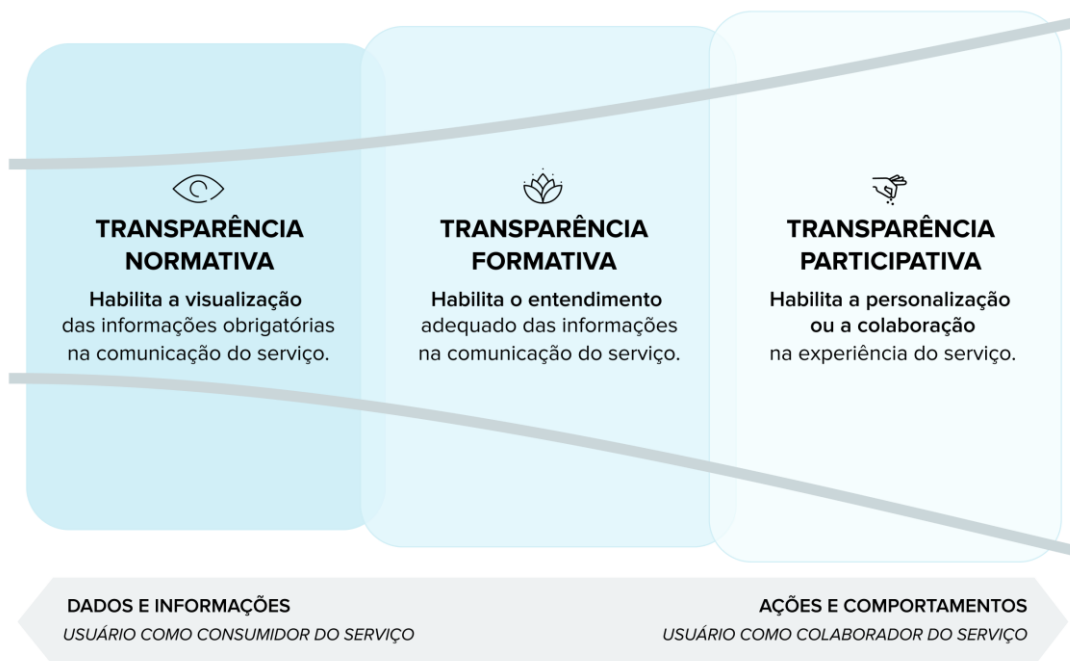 TRANSPARÊNCIA
NORMATIVA
Habilita a visualização
das informações obrigatórias
na comunicação do serviço.
TRANSPARÊNCIA
FORMATIVA
Habilita o entendimento
adequado das informações
na comunicação do serviço.
TRANSPARÊNCIA
PARTICIPATIVA
Habilita a personalização
ou a colaboração
na experiência do serviço.
DADOS E INFORMAÇÕES
USUÁRIO COMO CONSUMIDOR DO SERVIÇO
AÇÕES E COMPORTAMENTOS
USUÁRIO COMO COLABORADOR DO SERVIÇO